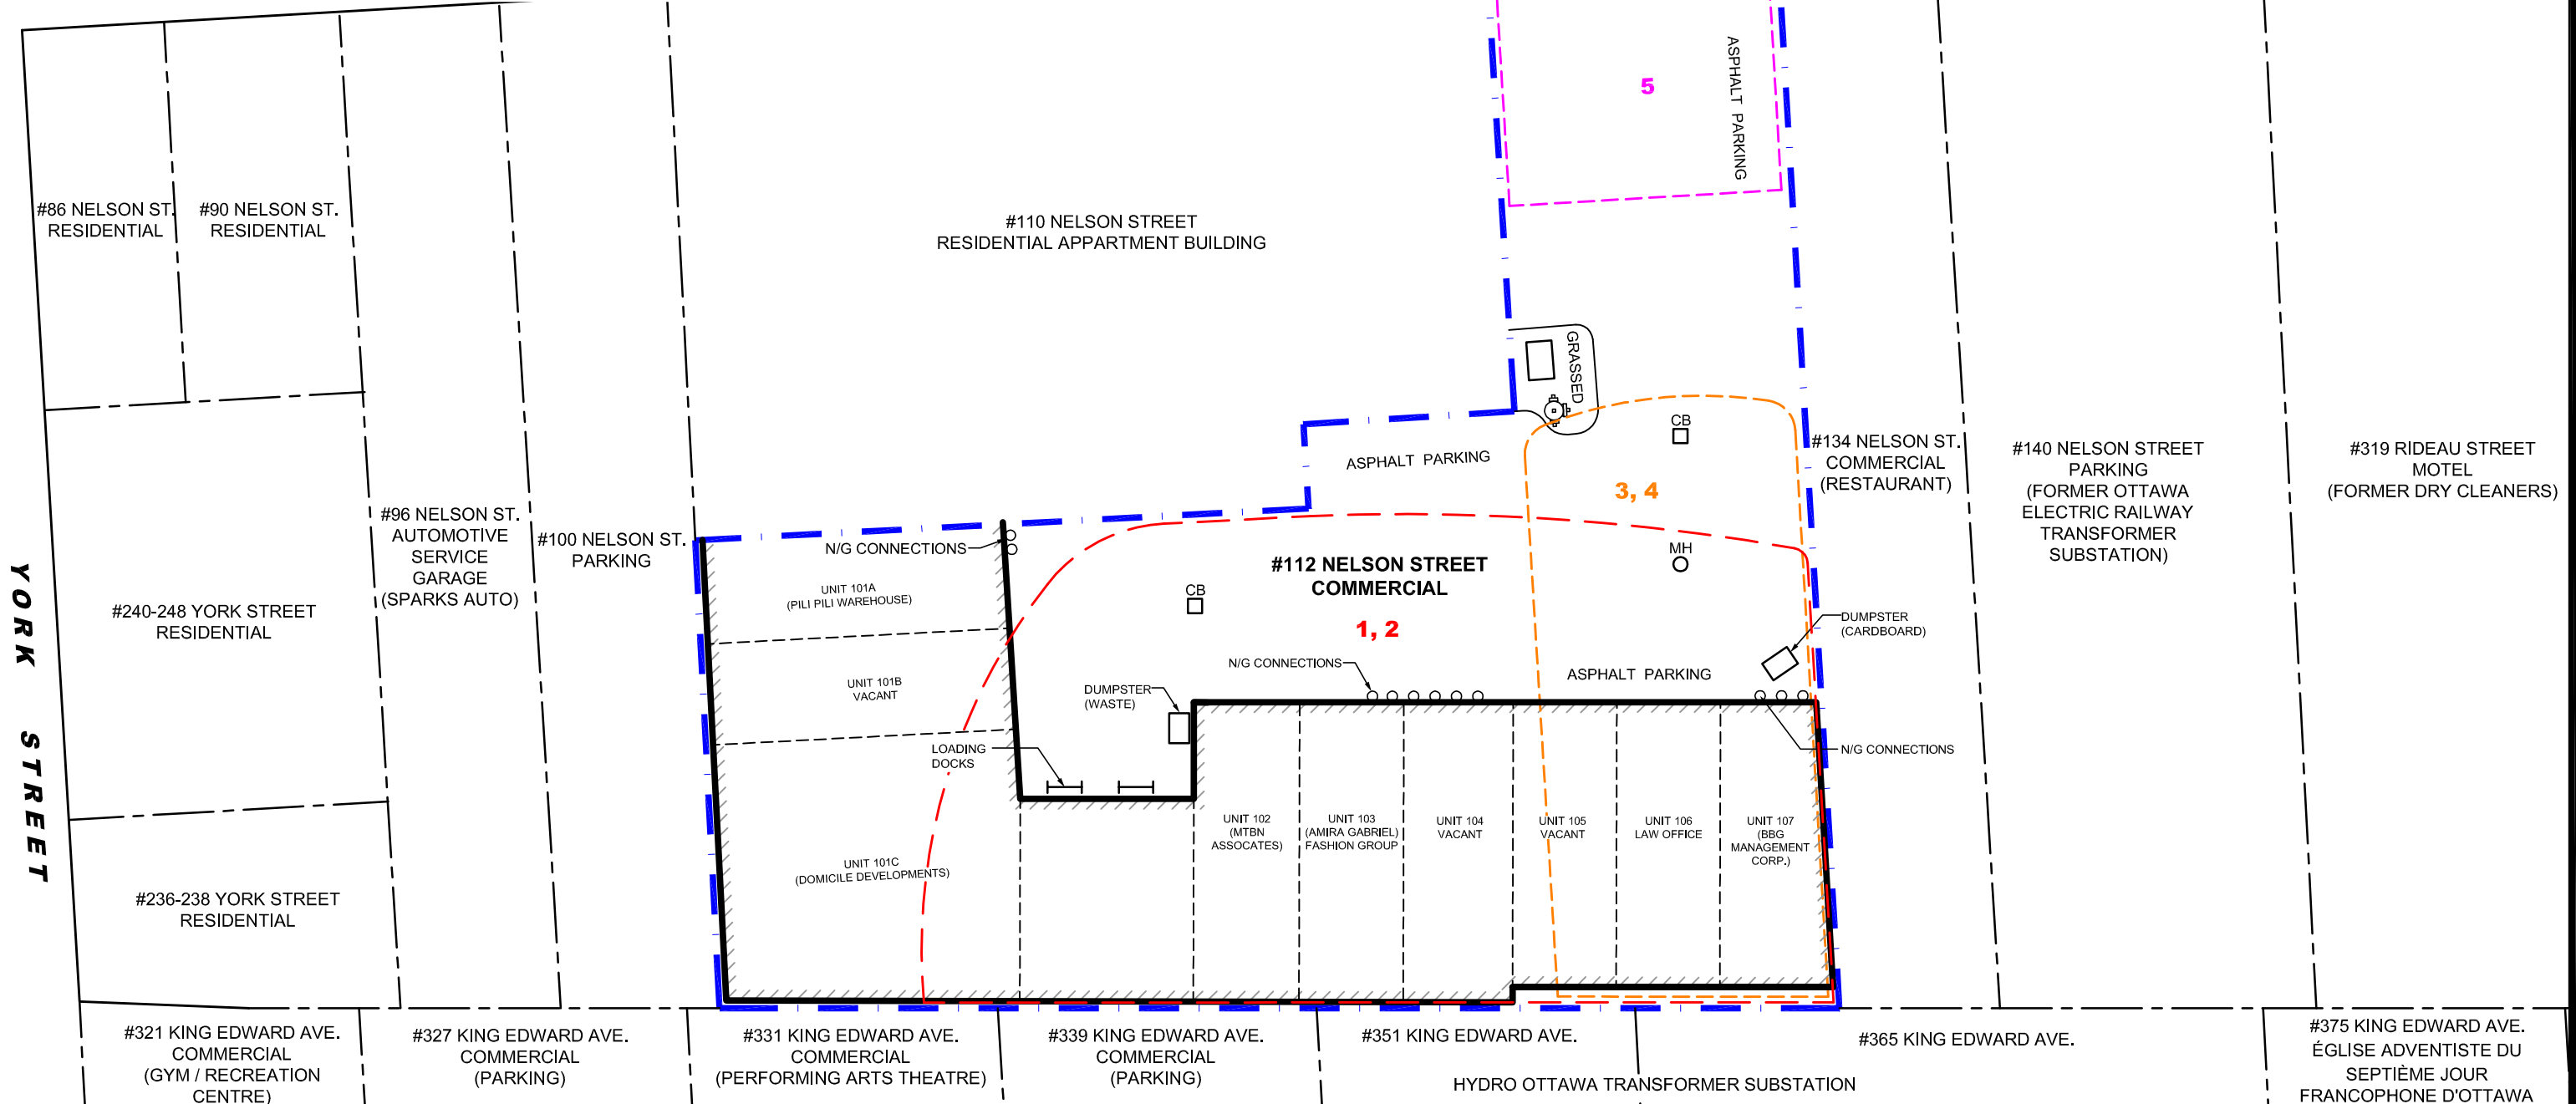 5
ASPHALT PARKING
#86 NELSON ST.
RESIDENTIAL
#90 NELSON ST.
RESIDENTIAL
#110 NELSON STREET
RESIDENTIAL APPARTMENT BUILDING
GRASSED
CB
ASPHALT PARKING
3, 4
#134 NELSON ST.
COMMERCIAL
(RESTAURANT)
#140 NELSON STREET
PARKING
(FORMER OTTAWA
ELECTRIC RAILWAY
TRANSFORMER
SUBSTATION)
#319 RIDEAU STREET
MOTEL
(FORMER DRY CLEANERS)
#96 NELSON ST.
AUTOMOTIVE
SERVICE
GARAGE
(SPARKS AUTO)
#100 NELSON ST.
PARKING
N/G CONNECTIONS
UNIT 101A
(PILI PILI WAREHOUSE)
CB
#112 NELSON STREET
COMMERCIAL
1, 2
MH
DUMPSTER
(CARDBOARD)
YORK STREET
#240-248 YORK STREET
RESIDENTIAL
UNIT 101B
VACANT
DUMPSTER
(WASTE)
N/G CONNECTIONS
ASPHALT PARKING
LOADING
DOCKS
N/G CONNECTIONS
UNIT 101C
(DOMICILE DEVELOPMENTS)
UNIT 102
(MTBN
ASSOCATES)
UNIT 103
(AMIRA GABRIEL)
FASHION GROUP
UNIT 104
VACANT
UNIT 105
VACANT
UNIT 106
LAW OFFICE
UNIT 107
(BBG
MANAGEMENT
CORP.)
#236-238 YORK STREET
RESIDENTIAL
#321 KING EDWARD AVE.
COMMERCIAL
(GYM / RECREATION
CENTRE)
#327 KING EDWARD AVE.
COMMERCIAL
(PARKING)
#331 KING EDWARD AVE.
COMMERCIAL
(PERFORMING ARTS THEATRE)
#339 KING EDWARD AVE.
COMMERCIAL
(PARKING)
#351 KING EDWARD AVE.
#365 KING EDWARD AVE.
HYDRO OTTAWA TRANSFORMER SUBSTATION
#375 KING EDWARD AVE.
ÉGLISE ADVENTISTE DU
SEPTIÈME JOUR
FRANCOPHONE D'OTTAWA